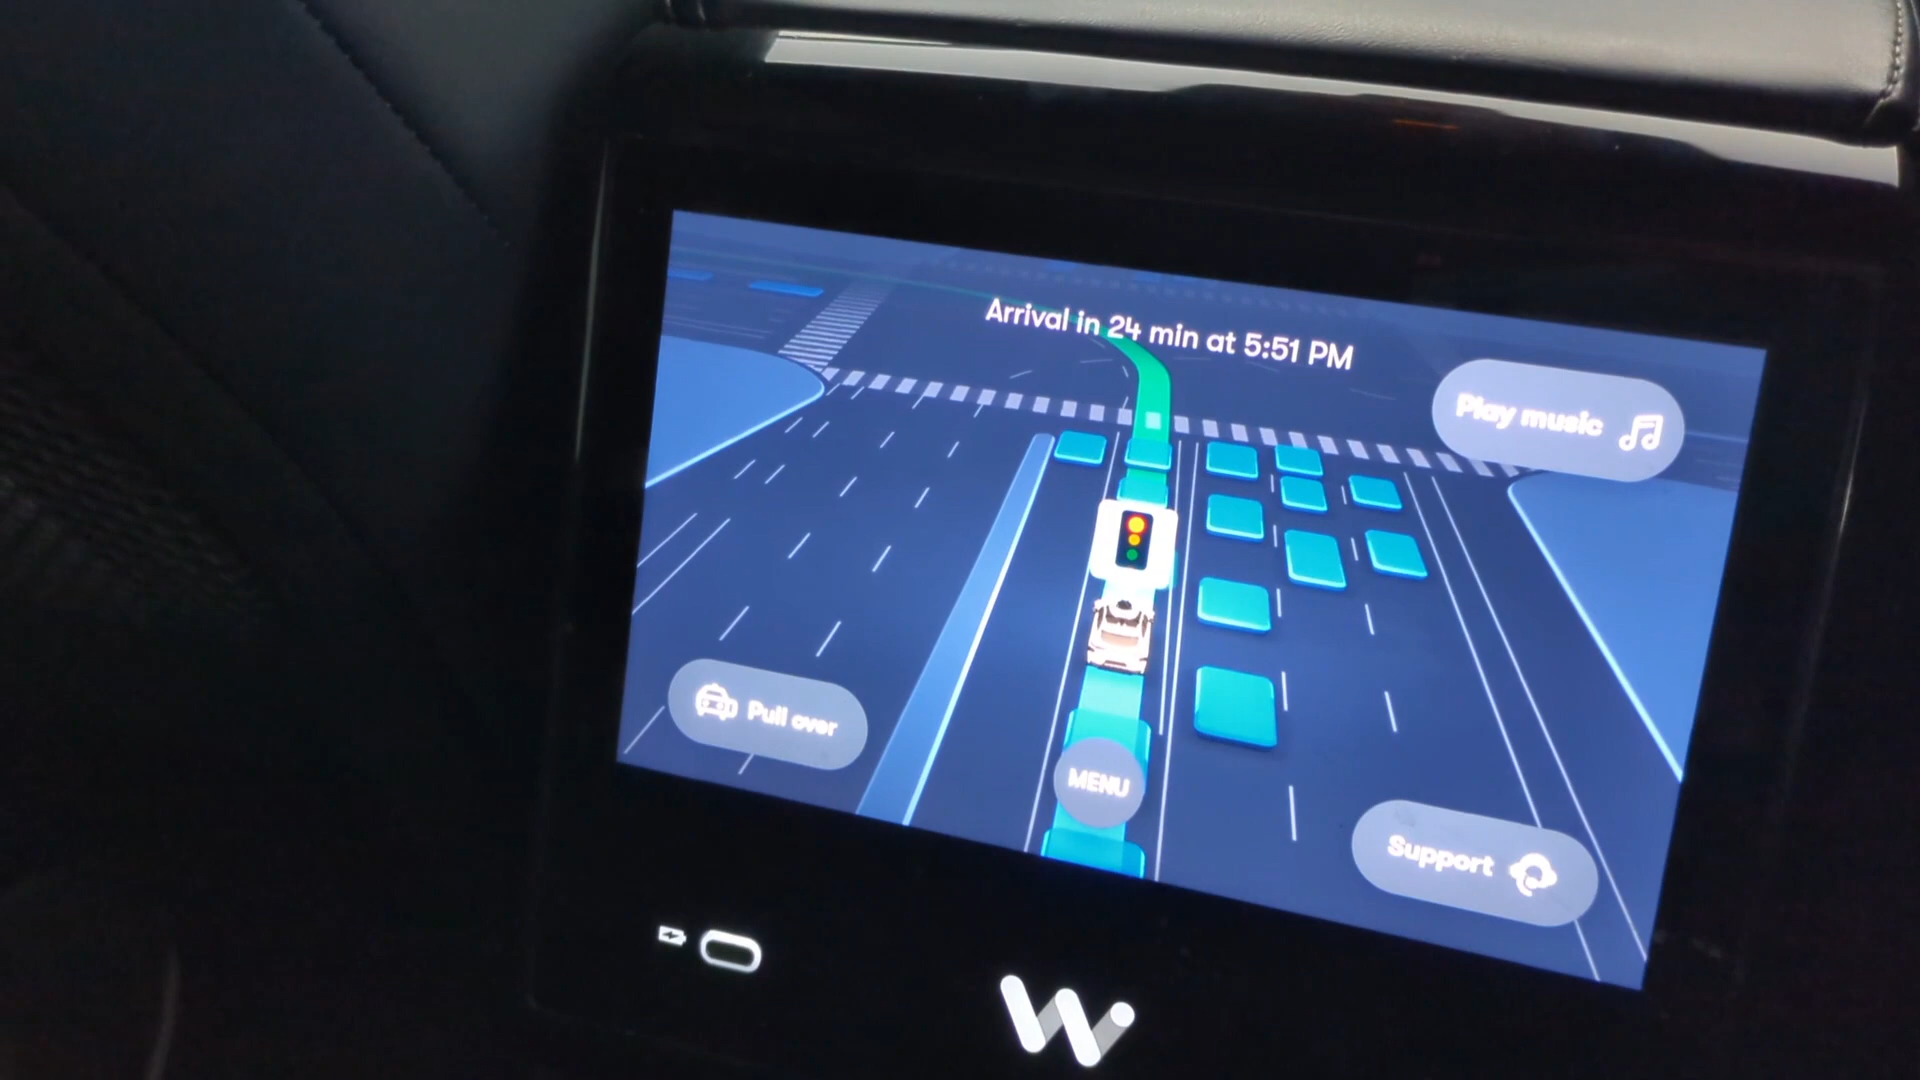 Arrival in 24 min at 5:51 PM
Play music
Pull over
MENU
Support